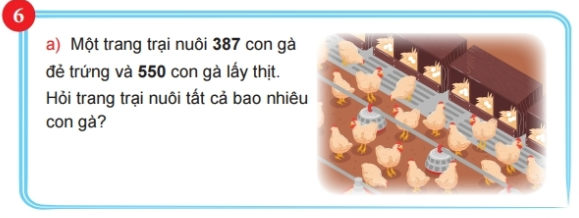 6
a) Một trang trại nuôi 387 con gà
đẻ trứng và 550 con gà lấy thịt.
Hỏi trang trại nuôi tất cả bao nhiêu
con gà?